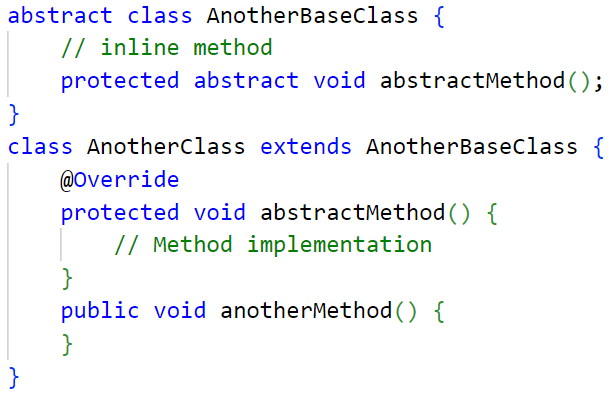 abstract class AnotherBaseClass {
    // inline method
    protected abstract void abstractMethod();
}
class AnotherClass extends AnotherBaseClass {
    @Override
    protected void abstractMethod() {
        // Method implementation
    }
    public void anotherMethod() {
    }
}